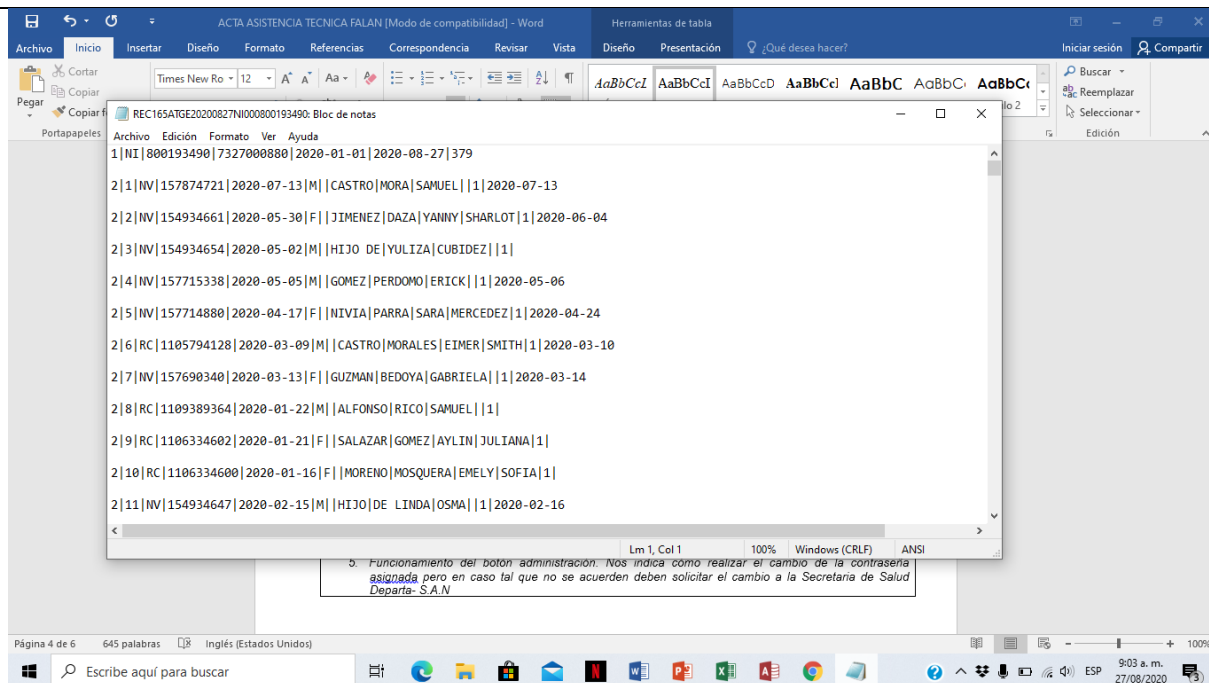 ACTA ASISTENCIA TECNICA FALAN [Modo de compatibilidad] - Word
Herramientas de tabla
Archivo Inicio Insertar Diseño Formato Referencias Correspondencia Revisar Vista Diseño Presentación ¿Qué desea hacer? Iniciar sesión Compartir
Cortar
Copiar
Copiar f
Pegar
Portapapeles
Times New Ro 12
AaBbCcI AaBbCcI AaBbCcD AaBbCcI AaBbC AaBbC AaBbCc
ilo 2
Buscar
Reemplazar
Seleccionar
Edición
REC165ATGE20200827NI000800193490: Bloc de notas
Archivo Edición Formato Ver Ayuda
1|NI|800193490|7327000880|2020-01-01|2020-08-27|379
2|1|NV|157874721|2020-07-13|M||CASTRO|MORA|SAMUEL||1|2020-07-13
2|2|NV|154934661|2020-05-30|F||JIMENEZ|DAZA|YANNY|SHARLOT|1|2020-06-04
2|3|NV|154934654|2020-05-02|M||HIJO DE|YULIZA|CUBIDEZ||1|
2|4|NV|157715338|2020-05-05|M||GOMEZ|PERDOMO|ERICK||1|2020-05-06
2|5|NV|157714880|2020-04-17|F||NIVIA|PARRA|SARA|MERCEDEZ|1|2020-04-24
2|6|RC|1105794128|2020-03-09|M||CASTRO|MORALES|EIMER|SMITH|1|2020-03-10
2|7|NV|157690340|2020-03-13|F||GUZMAN|BEDOYA|GABRIELA||1|2020-03-14
2|8|RC|1109389364|2020-01-22|M||ALFONSO|RICO|SAMUEL||1|
2|9|RC|1106334602|2020-01-21|F||SALAZAR|GOMEZ|AYLIN|JULIANA|1|
2|10|RC|1106334600|2020-01-16|F||MORENO|MOSQUERA|EMELY|SOFIA|1|
2|11|NV|154934647|2020-02-15|M||HIJO|DE LINDA|OSMA||1|2020-02-16
Lm 1, Col 1 100% Windows (CRLF) ANSI
5. Funcionamiento del botón administración. Nos indica como realizar el cambio de la contraseña
asignada pero en caso tal que no se acuerden deben solicitar el cambio a la Secretaria de Salud
Departa- S.A.N
Página 4 de 6 645 palabras Inglés (Estados Unidos) 100%
Escribe aquí para buscar
ESP
9:03 a. m.
27/08/2020